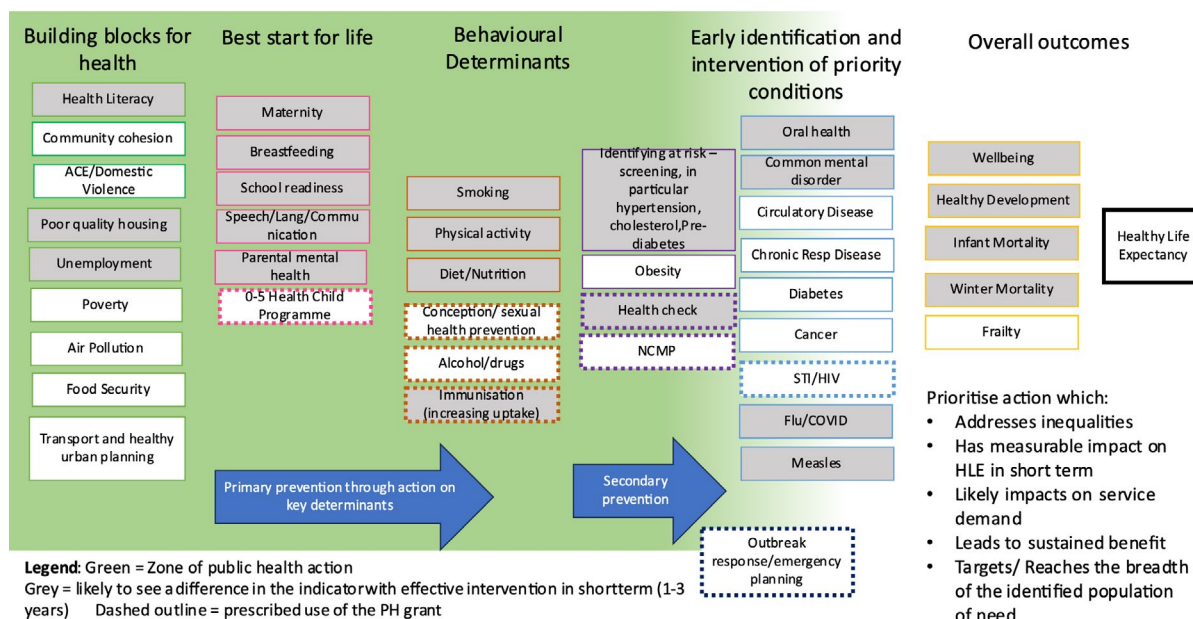 Building blocks for
health
Health Literacy
Community cohesion
ACE/Domestic
Violence
Poor quality housing
Unemployment
Poverty
Air Pollution
Food Security
Transport and healthy
urban planning
Best start for life
Maternity
Breastfeeding
School readiness
Speech/Lang/Commu
nication
Parental mental
health
0-5 Health Child
Programme
Behavioural
Determinants
Smoking
Physical activity
Diet/Nutrition
Conception/ sexual
health prevention
Alcohol/drugs
Immunisation
(increasing uptake)
Early identification and
intervention of priority
conditions
Identifying at risk –
screening, in
particular
hypertension,
cholesterol,Pre-
diabetes
Obesity
Health check
NCMP
Oral health
Common mental
disorder
Circulatory Disease
Chronic Resp Disease
Diabetes
Cancer
STI/HIV
Flu/COVID
Measles
Primary prevention through action on
key determinants
Secondary
prevention
Outbreak
response/emergency
planning
Overall outcomes
Wellbeing
Healthy Development
Infant Mortality
Winter Mortality
Frailty
Healthy Life
Expectancy
Prioritise action which:
• Addresses inequalities
• Has measurable impact on
HLE in short term
• Likely impacts on service
demand
• Leads to sustained benefit
• Targets/ Reaches the breadth
of the identified population
of need
Legend: Green = Zone of public health action
Grey = likely to see a difference in the indicator with effective intervention in shortterm (1-3
years) Dashed outline = prescribed use of the PH grant